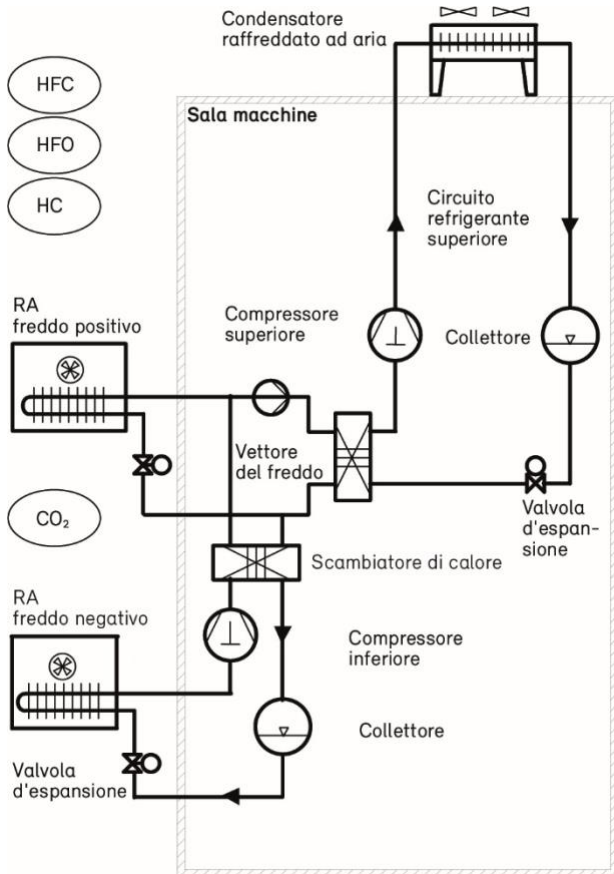 Condensatore
raffreddato ad aria
HFC
Sala macchine
HFO
HC
Circuito
refrigerante
superiore
RA
freddo positivo
Compressore
superiore
Collettore
Vettore
del freddo
CO₂
Valvola
d'espan-
sione
Scambiatore di calore
RA
freddo negativo
Compressore
inferiore
Collettore
Valvola
d'espansione